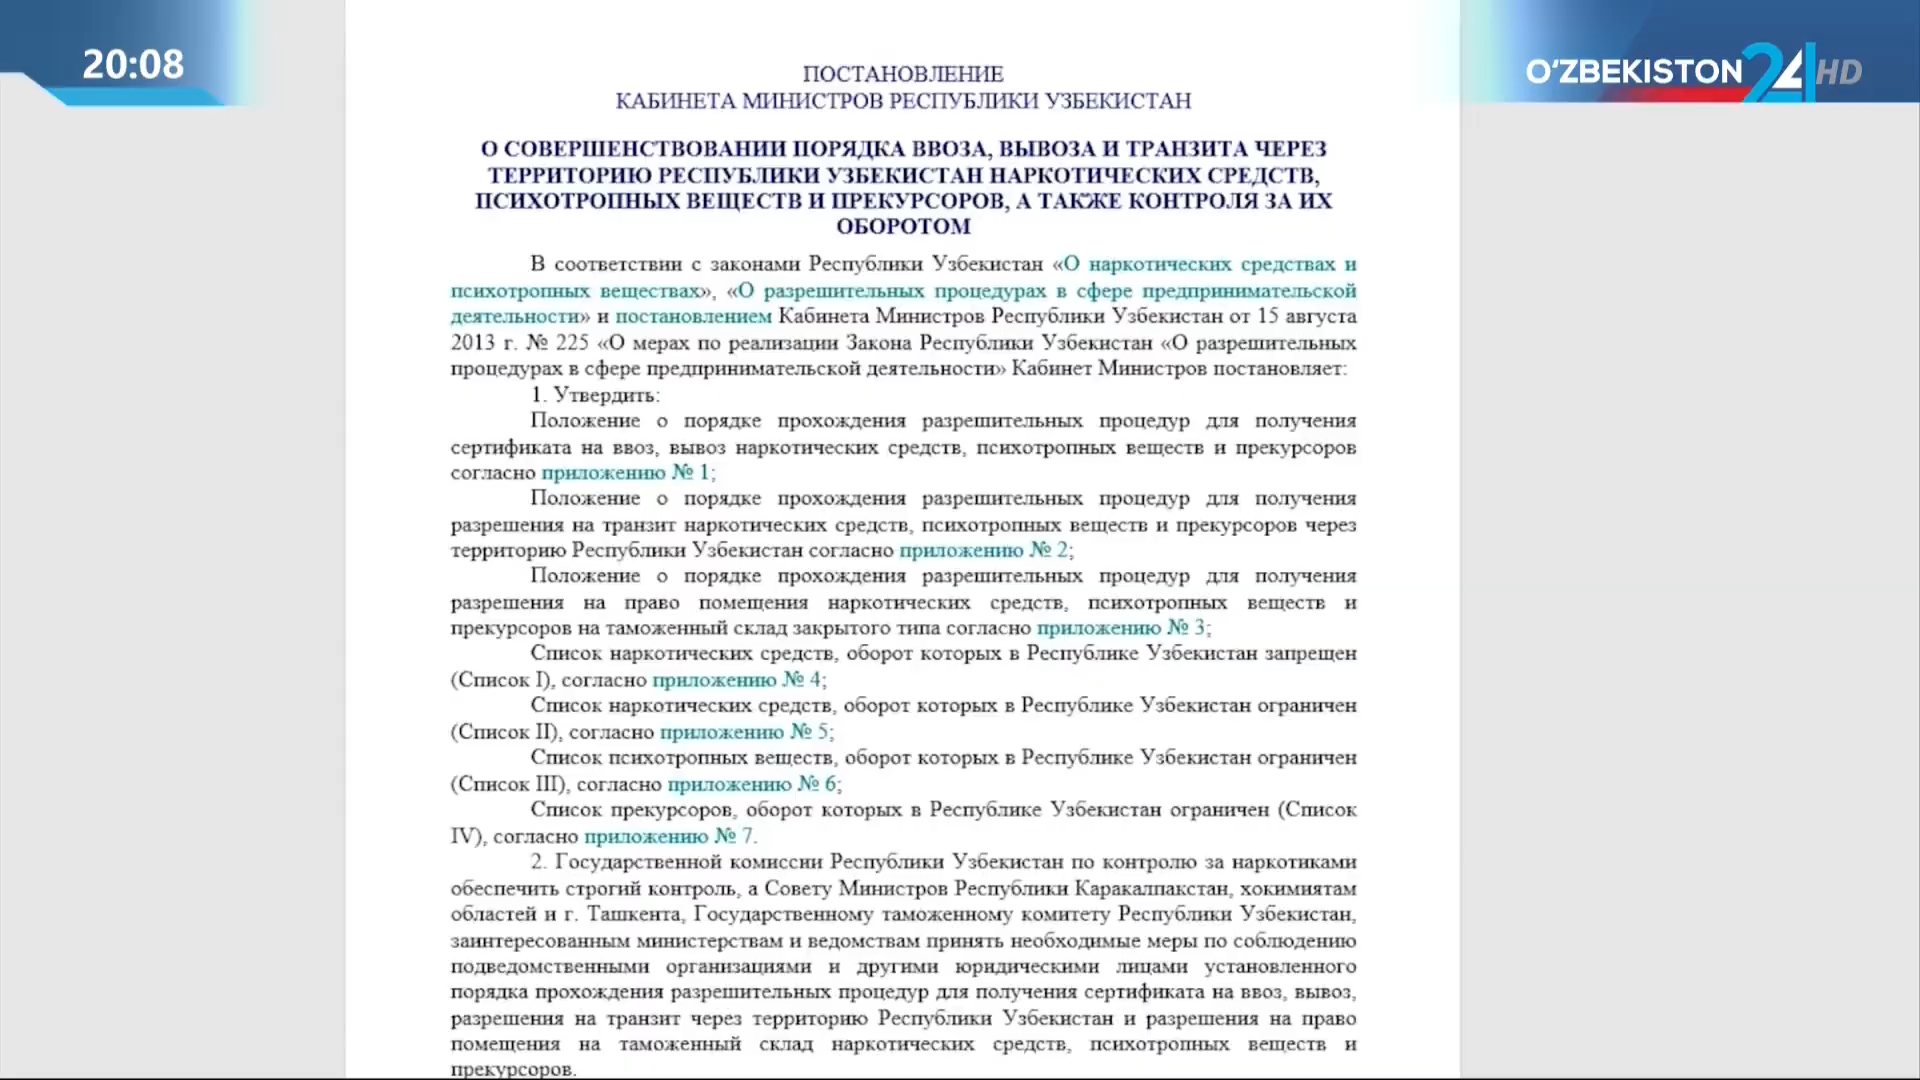 20:08
O‘ZBEKISTON 24 HD
ПОСТАНОВЛЕНИЕ
КАБИНЕТА МИНИСТРОВ РЕСПУБЛИКИ УЗБЕКИСТАН
О СОВЕРШЕНСТВОВАНИИ ПОРЯДКА ВВОЗА, ВЫВОЗА И ТРАНЗИТА ЧЕРЕЗ
ТЕРРИТОРИЮ РЕСПУБЛИКИ УЗБЕКИСТАН НАРКОТИЧЕСКИХ СРЕДСТВ,
ПСИХОТРОПНЫХ ВЕЩЕСТВ И ПРЕКУРСОРОВ, А ТАКЖЕ КОНТРОЛЯ ЗА ИХ
ОБОРОТОМ
В соответствии с законами Республики Узбекистан «О наркотических средствах и
психотропных веществах», «О разрешительных процедурах в сфере предпринимательской
деятельности» и постановлением Кабинета Министров Республики Узбекистан от 15 августа
2013 г. № 225 «О мерах по реализации Закона Республики Узбекистан «О разрешительных
процедурах в сфере предпринимательской деятельности» Кабинет Министров постановляет:
1. Утвердить:
Положение о порядке прохождения разрешительных процедур для получения
сертификата на ввоз, вывоз наркотических средств, психотропных веществ и прекурсоров
согласно приложению № 1;
Положение о порядке прохождения разрешительных процедур для получения
разрешения на транзит наркотических средств, психотропных веществ и прекурсоров через
территорию Республики Узбекистан согласно приложению № 2;
Положение о порядке прохождения разрешительных процедур для получения
разрешения на право помещения наркотических средств, психотропных веществ и
прекурсоров на таможенный склад закрытого типа согласно приложению № 3;
Список наркотических средств, оборот которых в Республике Узбекистан запрещен
(Список I), согласно приложению № 4;
Список наркотических средств, оборот которых в Республике Узбекистан ограничен
(Список II), согласно приложению № 5;
Список психотропных веществ, оборот которых в Республике Узбекистан ограничен
(Список III), согласно приложению № 6;
Список прекурсоров, оборот которых в Республике Узбекистан ограничен (Список
IV), согласно приложению № 7.
2. Государственной комиссии Республики Узбекистан по контролю за наркотиками
обеспечить строгий контроль, а Совету Министров Республики Каракалпакстан, хокимиятам
областей и г. Ташкента, Государственному таможенному комитету Республики Узбекистан,
заинтересованным министерствам и ведомствам принять необходимые меры по соблюдению
подведомственными организациями и другими юридическими лицами установленного
порядка прохождения разрешительных процедур для получения сертификата на ввоз, вывоз,
разрешения на транзит через территорию Республики Узбекистан и разрешения на право
помещения на таможенный склад наркотических средств, психотропных веществ и
прекурсоров.